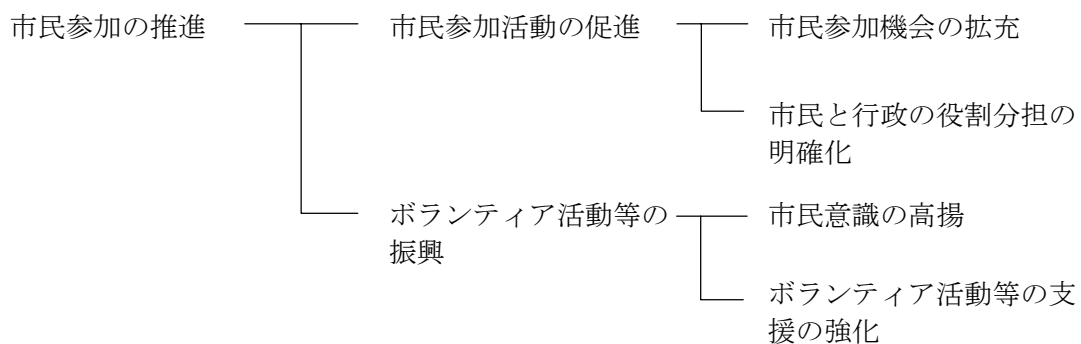 市民参加の推進
市民参加活動の促進
市民参加機会の拡充
市民と行政の役割分担の
明確化
ボランティア活動等の
振興
市民意識の高揚
ボランティア活動等の支
援の強化